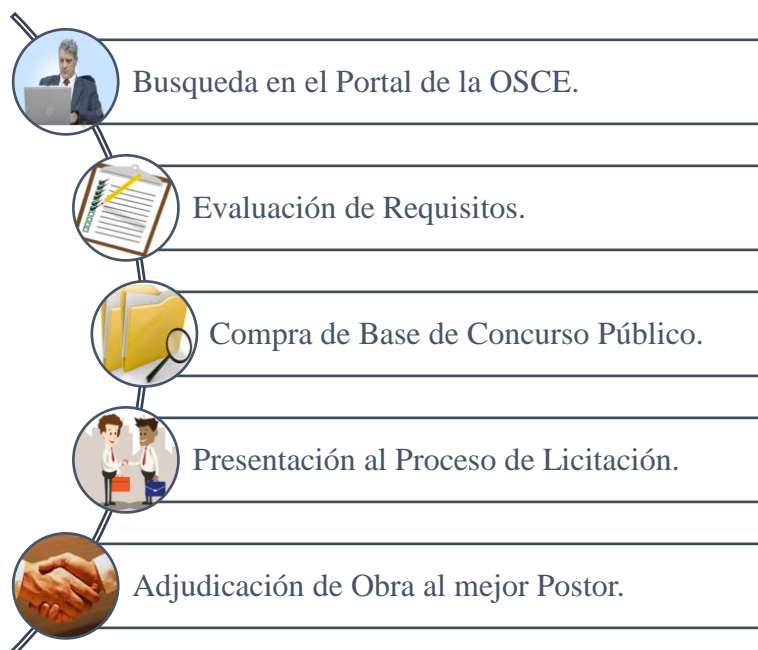 Busqueda en el Portal de la OSCE.
Evaluación de Requisitos.
Compra de Base de Concurso Público.
Presentación al Proceso de Licitación.
Adjudicación de Obra al mejor Postor.